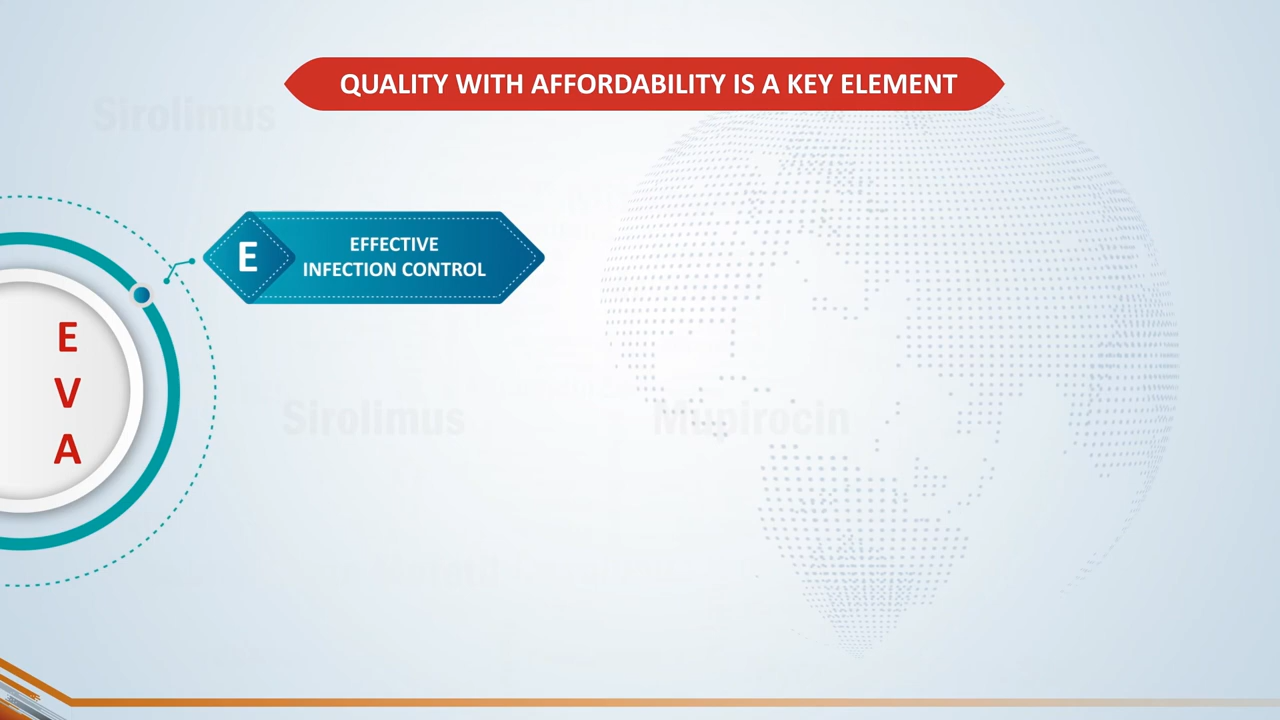 QUALITY WITH AFFORDABILITY IS A KEY ELEMENT
Sirolimus
E
EFFECTIVE
INFECTION CONTROL
E
V
A
Sirolimus
Mupirocin